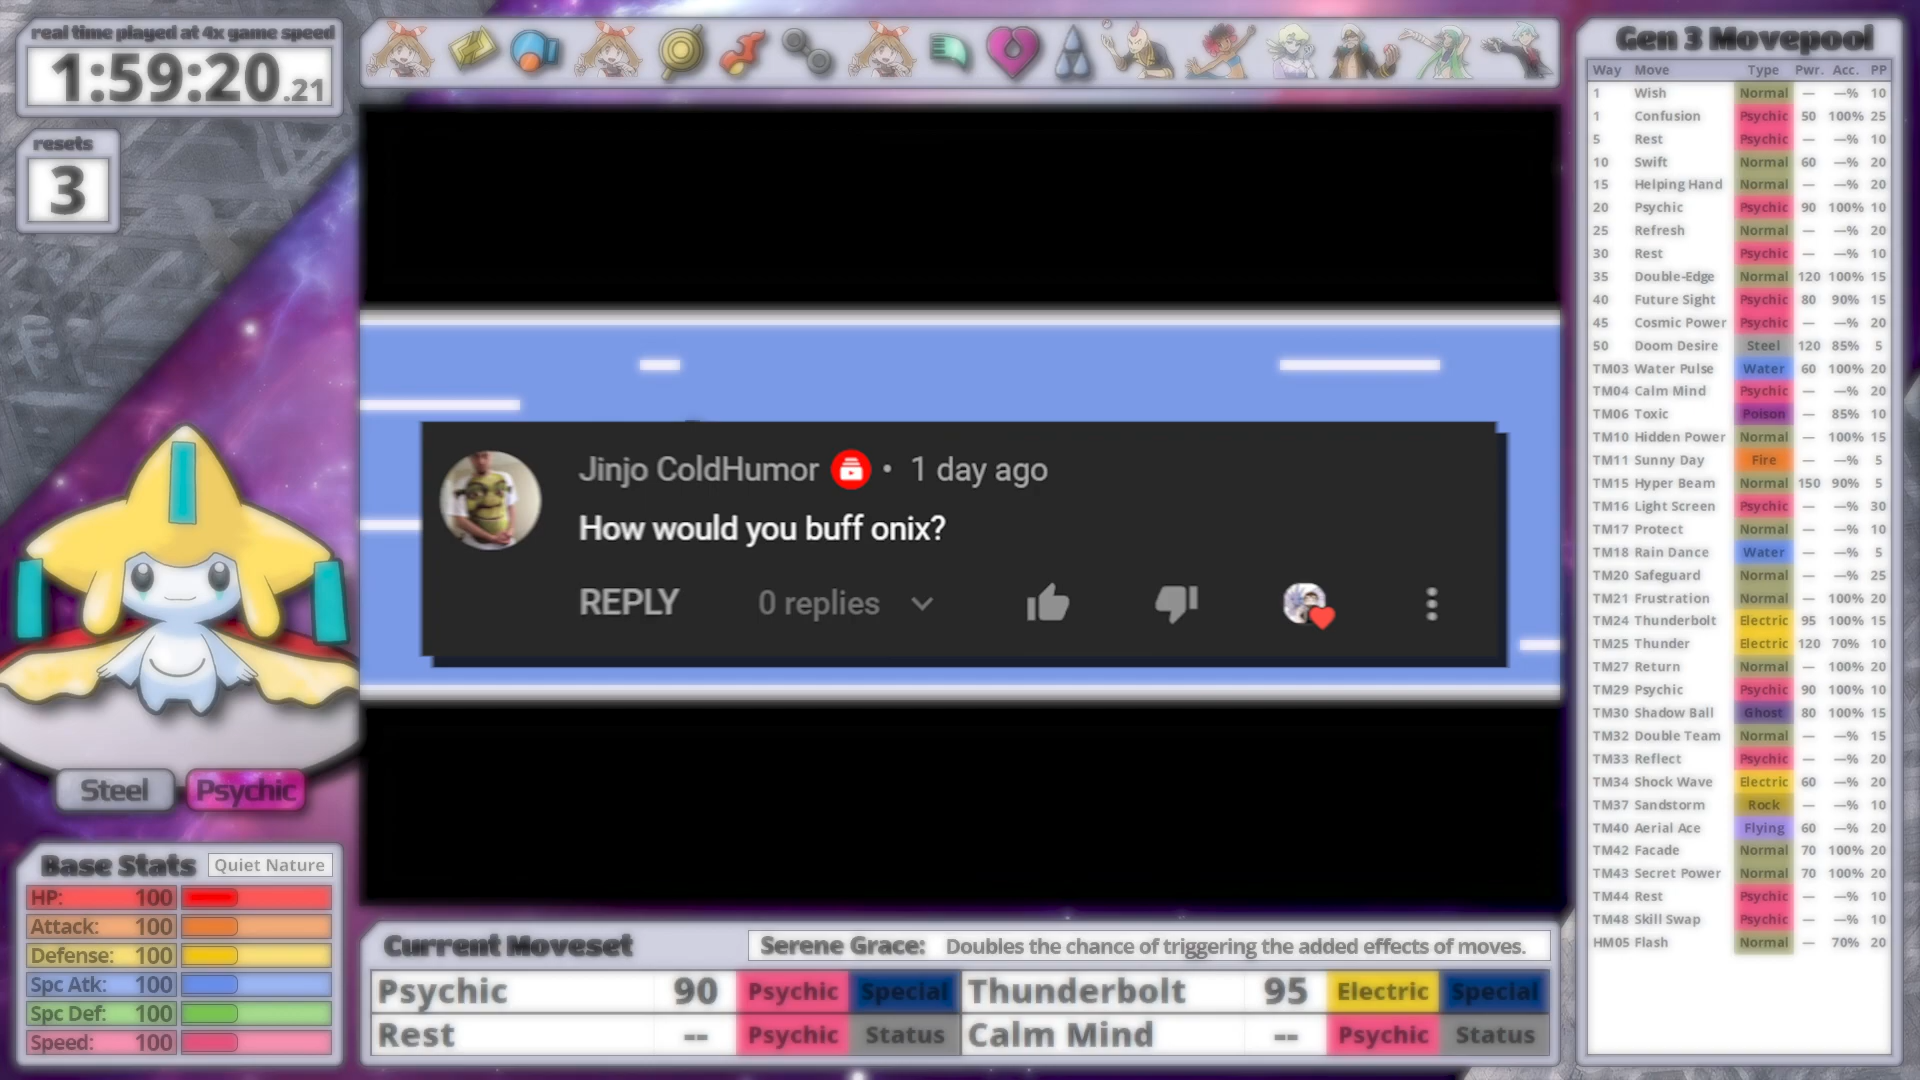 real time played at 4x game speed
1:59:20.21
resets
3
Steel Psychic
Base Stats Quiet Nature
HP: 100
Attack: 100
Defense: 100
Spc Atk: 100
Spc Def: 100
Speed: 100
Jinjo ColdHumor • 1 day ago
How would you buff onix?
REPLY 0 replies
Current Moveset Serene Grace: Doubles the chance of triggering the added effects of moves.
Psychic 90 Psychic Special Thunderbolt 95 Electric Special
Rest -- Psychic Status Calm Mind -- Psychic Status
Gen 3 Movepool
Way Move Type Pwr. Acc. PP
1 Wish Normal — —% 10
1 Confusion Psychic 50 100% 25
5 Rest Psychic — —% 10
10 Swift Normal 60 —% 20
15 Helping Hand Normal — —% 20
20 Psychic Psychic 90 100% 10
25 Refresh Normal — —% 20
30 Rest Psychic — —% 10
35 Double-Edge Normal 120 100% 15
40 Future Sight Psychic 80 90% 15
45 Cosmic Power Psychic — —% 20
50 Doom Desire Steel 120 85% 5
TM03 Water Pulse Water 60 100% 20
TM04 Calm Mind Psychic — —% 20
TM06 Toxic Poison — 85% 10
TM10 Hidden Power Normal — 100% 15
TM11 Sunny Day Fire — —% 5
TM15 Hyper Beam Normal 150 90% 5
TM16 Light Screen Psychic — —% 30
TM17 Protect Normal — —% 10
TM18 Rain Dance Water — —% 5
TM20 Safeguard Normal — —% 25
TM21 Frustration Normal — 100% 20
TM24 Thunderbolt Electric 95 100% 15
TM25 Thunder Electric 120 70% 10
TM27 Return Normal — 100% 20
TM29 Psychic Psychic 90 100% 10
TM30 Shadow Ball Ghost 80 100% 15
TM32 Double Team Normal — —% 15
TM33 Reflect Psychic — —% 20
TM34 Shock Wave Electric 60 —% 20
TM37 Sandstorm Rock — —% 10
TM40 Aerial Ace Flying 60 —% 20
TM42 Facade Normal 70 100% 20
TM43 Secret Power Normal 70 100% 20
TM44 Rest Psychic — —% 10
TM48 Skill Swap Psychic — —% 10
HM05 Flash Normal — 70% 20